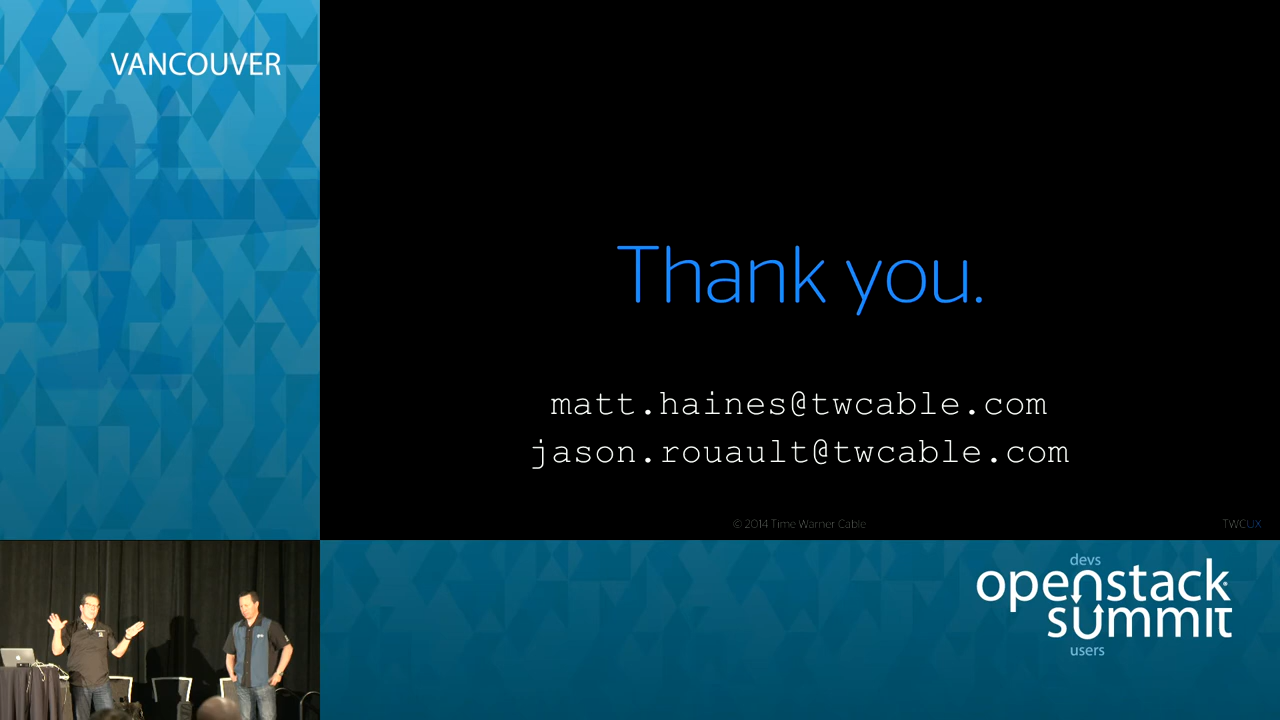 VANCOUVER
Thank you.
matt.haines@twcable.com
jason.rouault@twcable.com
© 2014 Time Warner Cable
TWCUX
devs
openstack
summit
users